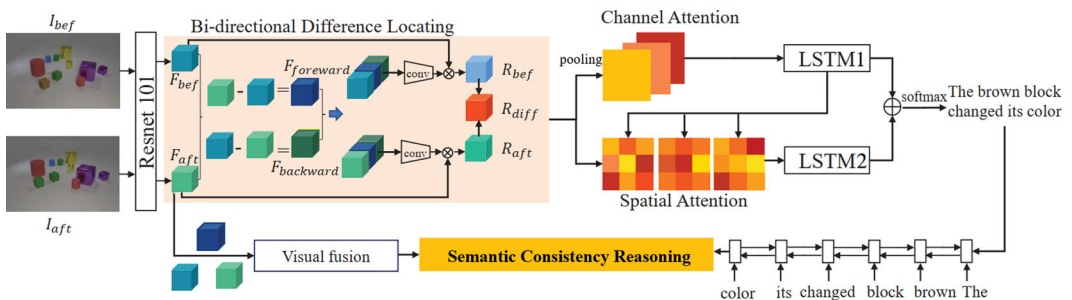 I_bef
Bi-directional Difference Locating
Channel Attention
Resnet 101
F_bef
F_foreward
conv
R_bef
pooling
LSTM1
softmax
The brown block
changed its color
- =
R_diff
- =
F_aft
F_backward
conv
R_aft
LSTM2
I_aft
Spatial Attention
Visual fusion
Semantic Consistency Reasoning
color its changed block brown The